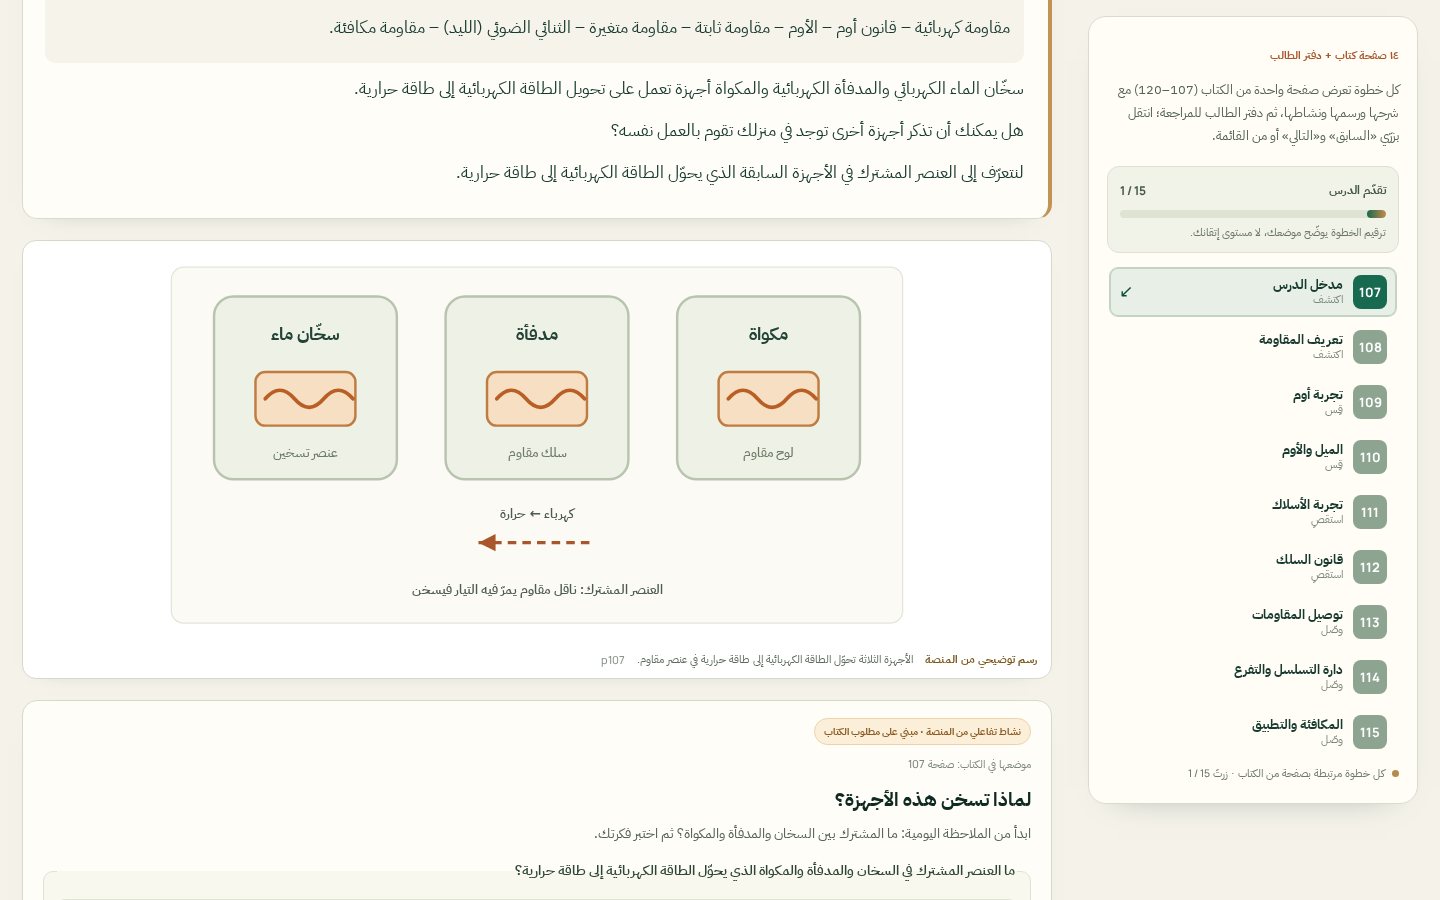 ١٤ صفحة كتاب + دفتر الطالب
كل خطوة تعرض صفحة واحدة من الكتاب (107–120) مع
شرحها ورسمها ونشاطها، ثم دفتر الطالب للمراجعة؛ انتقل
بزرّي «السابق» و«التالي» أو من القائمة.
تقدّم الدرس
1 / 15
ترقيم الخطوة يوضّح موضعك، لا مستوى إتقانك.
107
مدخل الدرس
اكتشف
↙
108
تعريف المقاومة
اكتشف
109
تجربة أوم
قِس
110
الميل والأوم
قِس
111
تجربة الأسلاك
استقصِ
112
قانون السلك
استقصِ
113
توصيل المقاومات
وصّل
114
دارة التسلسل والتفرع
وصّل
115
المكافئة والتطبيق
وصّل
كل خطوة مرتبطة بصفحة من الكتاب · زرتَ 1 / 15
مقاومة كهربائية – قانون أوم – الأوم – مقاومة ثابتة – مقاومة متغيرة – الثنائي الضوئي (الليد) – مقاومة مكافئة.
سخّان الماء الكهربائي والمدفأة الكهربائية والمكواة أجهزة تعمل على تحويل الطاقة الكهربائية إلى طاقة حرارية.
هل يمكنك أن تذكر أجهزة أخرى توجد في منزلك تقوم بالعمل نفسه؟
لنتعرّف إلى العنصر المشترك في الأجهزة السابقة الذي يحوّل الطاقة الكهربائية إلى طاقة حرارية.
مكواة
لوح مقاوم
مدفأة
سلك مقاوم
سخّان ماء
عنصر تسخين
كهرباء ← حرارة
العنصر المشترك: ناقل مقاوم يمرّ فيه التيار فيسخن
رسم توضيحي من المنصة
الأجهزة الثلاثة تحوّل الطاقة الكهربائية إلى طاقة حرارية في عنصر مقاوم.
p107
نشاط تفاعلي من المنصة · مبني على مطلوب الكتاب
موضعها في الكتاب: صفحة 107
لماذا تسخن هذه الأجهزة؟
ابدأ من الملاحظة اليومية: ما المشترك بين السخان والمدفأة والمكواة؟ ثم اختبر فكرتك.
ما العنصر المشترك في السخان والمدفأة والمكواة الذي يحوّل الطاقة الكهربائية إلى طاقة حرارية؟